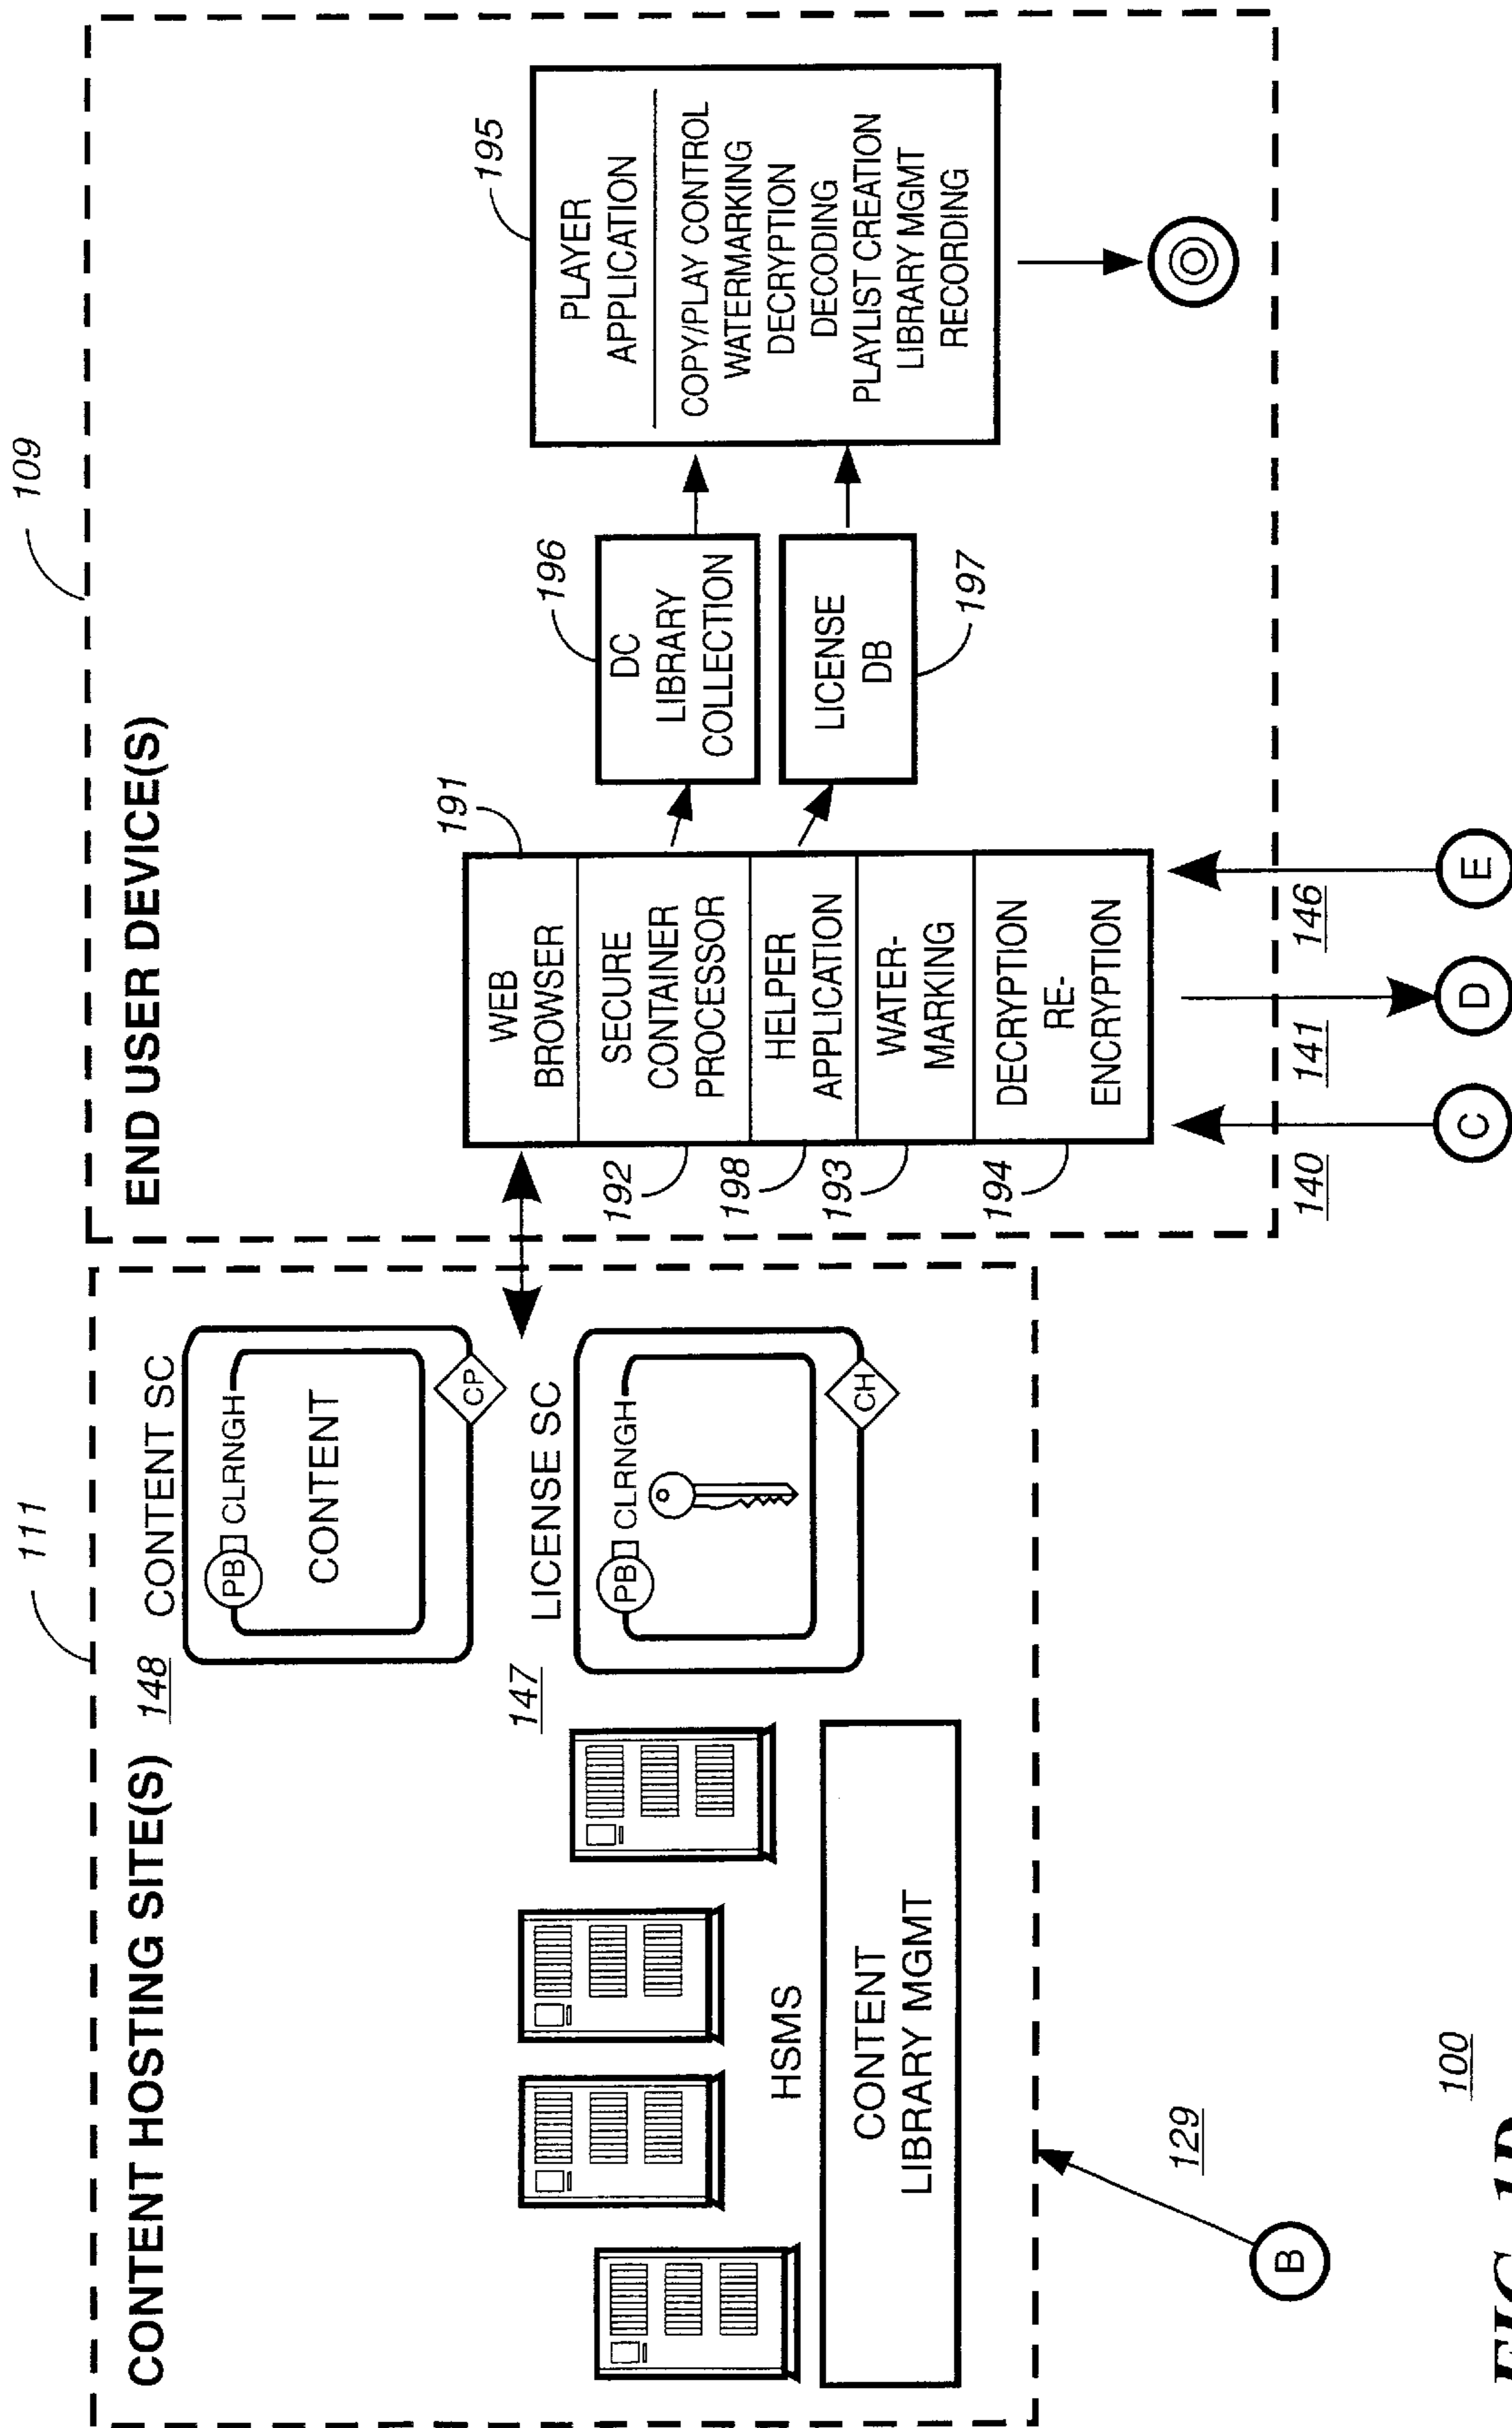 111
109
CONTENT HOSTING SITE(S)
148
CONTENT SC
PB CLRNGH
CONTENT
CP
147
LICENSE SC
PB CLRNGH
CH
HSMS
CONTENT
LIBRARY MGMT
B
129
END USER DEVICE(S)
191
WEB
BROWSER
192
SECURE
CONTAINER
PROCESSOR
198
HELPER
APPLICATION
193
WATER-
MARKING
194
DECRYPTION
RE-
ENCRYPTION
196
DC
LIBRARY
COLLECTION
LICENSE
DB
197
195
PLAYER
APPLICATION
COPY/PLAY CONTROL
WATERMARKING
DECRYPTION
DECODING
PLAYLIST CREATION
LIBRARY MGMT
RECORDING
140
141
146
C
D
E
100
FIG. 1D